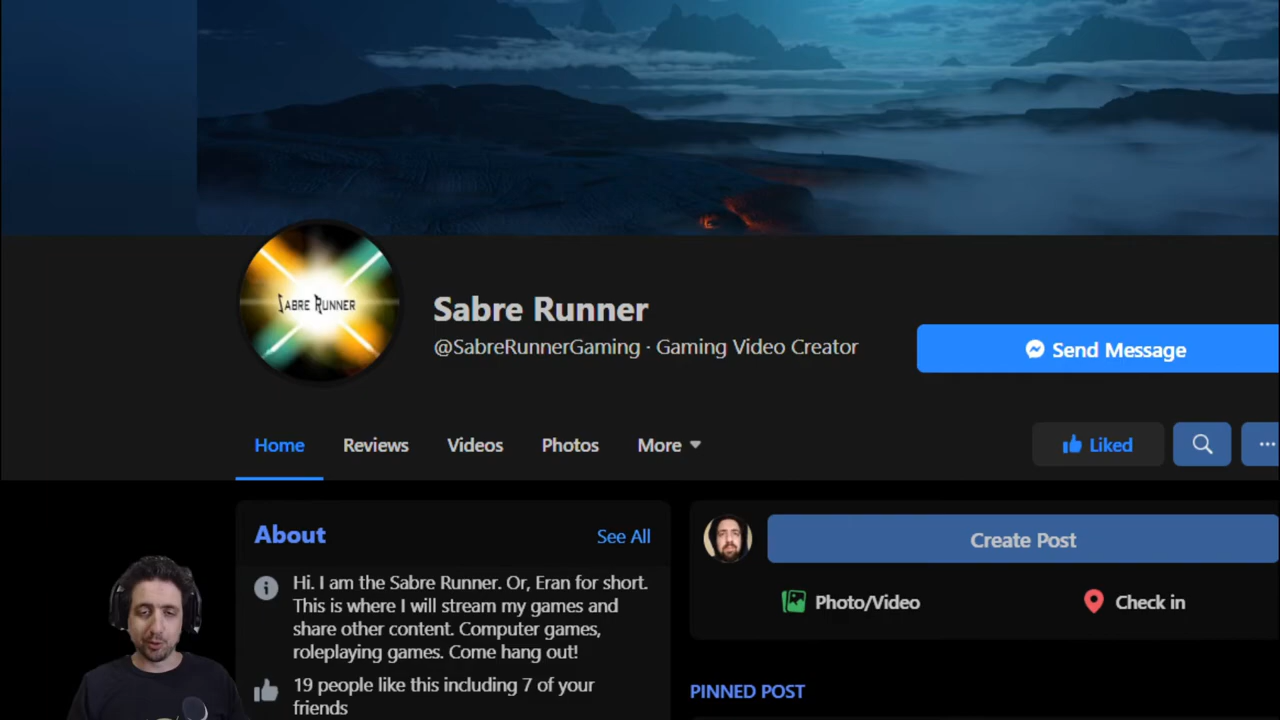 SABRE RUNNER
Sabre Runner
@SabreRunnerGaming · Gaming Video Creator
Send Message
Home Reviews Videos Photos More
Liked
About
See All
Create Post
Hi. I am the Sabre Runner. Or, Eran for short.
This is where I will stream my games and
share other content. Computer games,
roleplaying games. Come hang out!
19 people like this including 7 of your
friends
Photo/Video
Check in
PINNED POST